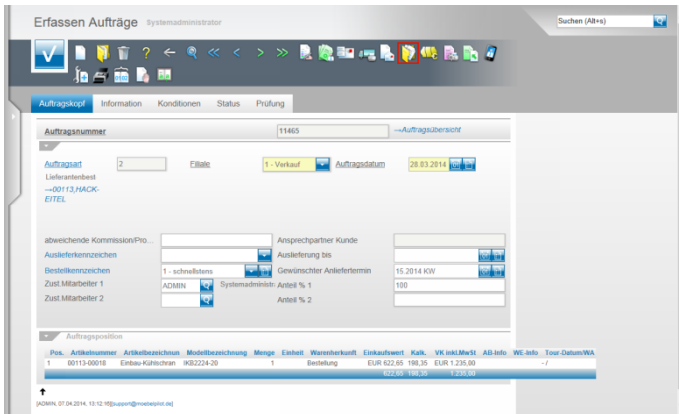 Erfassen Aufträge Systemadministrator
Suchen (Alt+s)
Auftragskopf Information Konditionen Status Prüfung
Auftragsnummer 11465 →Auftragsübersicht
Auftragsart 2 Filiale 1 - Verkauf Auftragsdatum 28.03.2014
Lieferantenbest
→00113,HACK-
EITEL
abweichende Kommission/Pro... Ansprechpartner Kunde
Auslieferkennzeichen Auslieferung bis
Bestellkennzeichen 1 - schnellstens Gewünschter Anliefertermin 15.2014 KW
Zust.Mitarbeiter 1 ADMIN Systemadministr Anteil % 1 100
Zust.Mitarbeiter 2 Anteil % 2
Auftragsposition
Pos. Artikelnummer Artikelbezeichnun Modellbezeichnung Menge Einheit Warenherkunft Einkaufswert Kalk. VK inkl.MwSt AB-Info WE-Info Tour-Datum/WA
1 00113-00018 Einbau-Kühlschran IKB2224-20 1 Bestellung EUR 622,65 198,35 EUR 1.235,00 - /
622,65 198,35 1.235,00
[ADMIN, 07.04.2014, 13:12:16][support@moebelpilot.de]